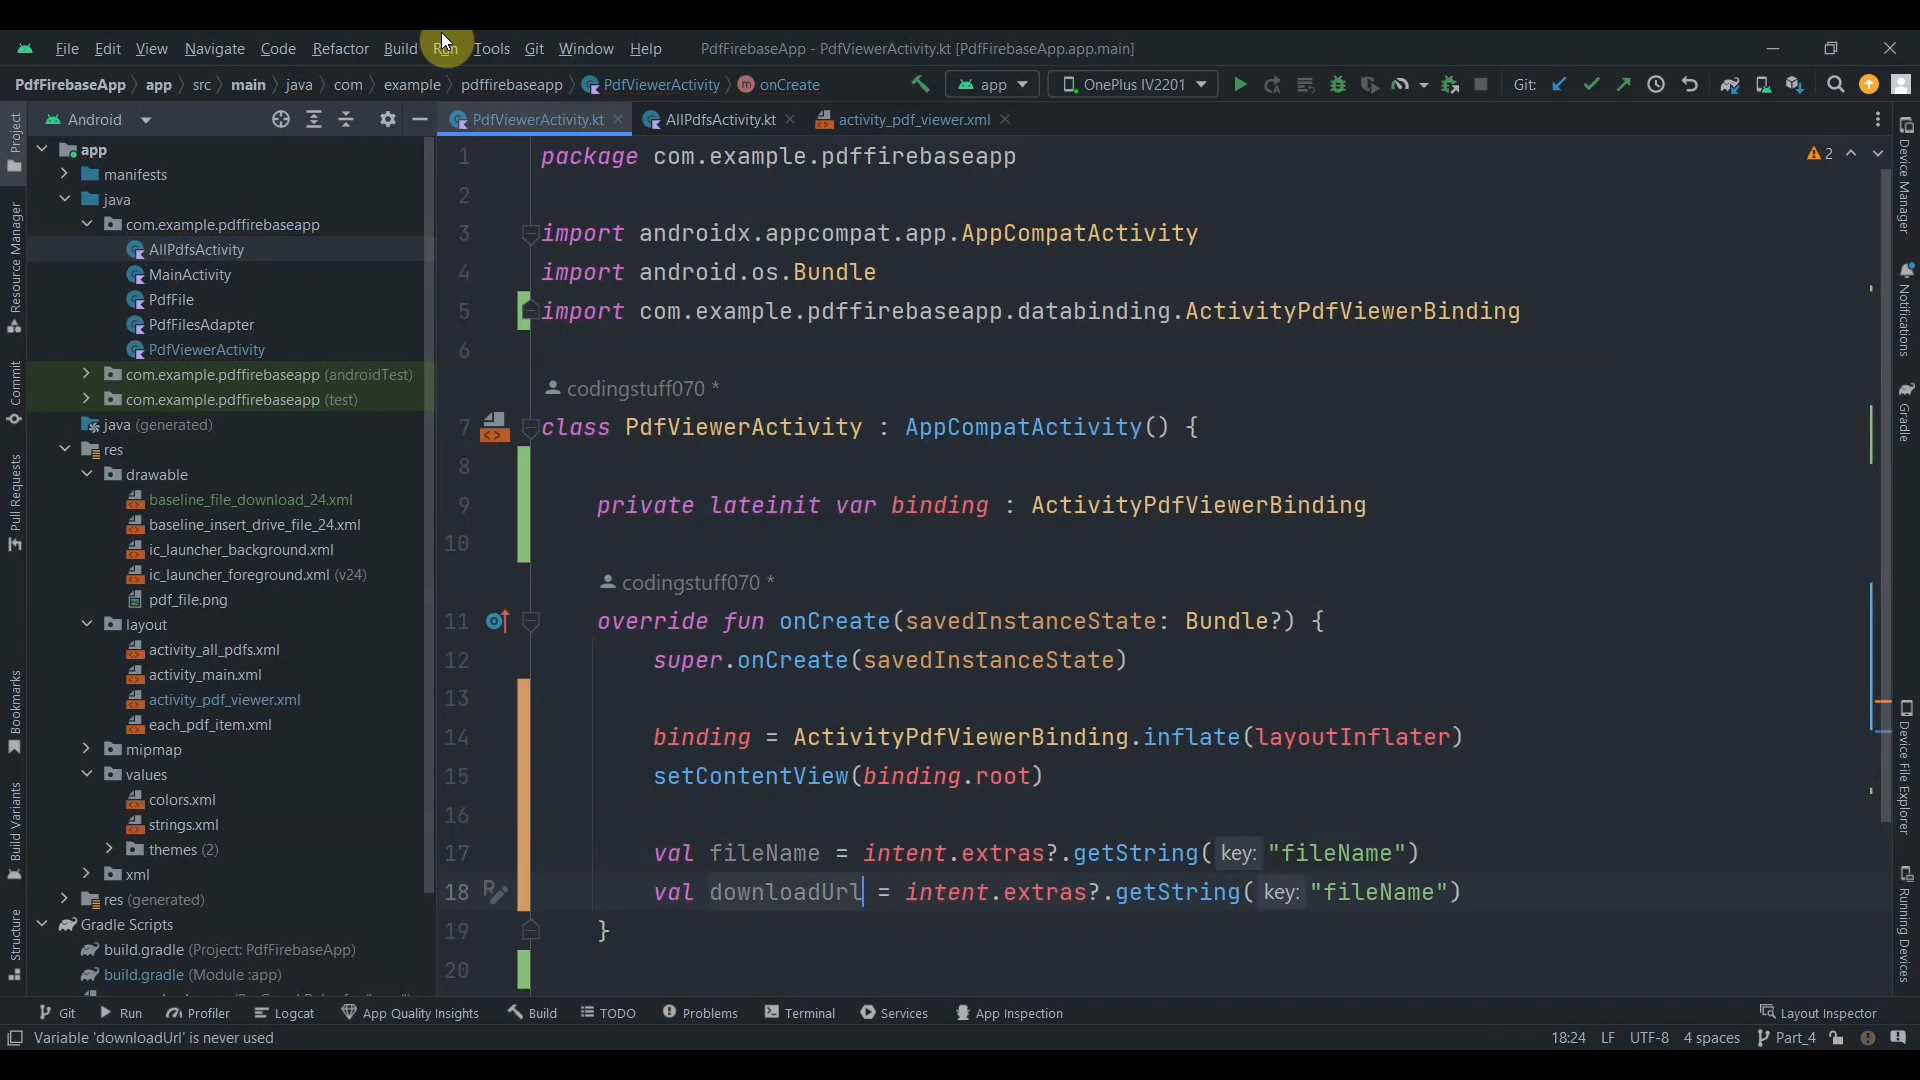 File Edit View Navigate Code Refactor Build Run Tools Git Window Help PdfFirebaseApp - PdfViewerActivity.kt [PdfFirebaseApp.app.main]
PdfFirebaseApp app src main java com example pdffirebaseapp PdfViewerActivity onCreate app OnePlus IV2201 Git:
Android
PdfViewerActivity.kt AllPdfsActivity.kt activity_pdf_viewer.xml
Project
Resource Manager
Commit
Pull Requests
Bookmarks
Build Variants
Structure
app
manifests
java
com.example.pdffirebaseapp
AllPdfsActivity
MainActivity
PdfFile
PdfFilesAdapter
PdfViewerActivity
com.example.pdffirebaseapp (androidTest)
com.example.pdffirebaseapp (test)
java (generated)
res
drawable
baseline_file_download_24.xml
baseline_insert_drive_file_24.xml
ic_launcher_background.xml
ic_launcher_foreground.xml (v24)
pdf_file.png
layout
activity_all_pdfs.xml
activity_main.xml
activity_pdf_viewer.xml
each_pdf_item.xml
mipmap
values
colors.xml
strings.xml
themes (2)
xml
res (generated)
Gradle Scripts
build.gradle (Project: PdfFirebaseApp)
build.gradle (Module :app)
1 package com.example.pdffirebaseapp
2
3 import androidx.appcompat.app.AppCompatActivity
4 import android.os.Bundle
5 import com.example.pdffirebaseapp.databinding.ActivityPdfViewerBinding
6
codingstuff070 *
7 class PdfViewerActivity : AppCompatActivity() {
8
9 private lateinit var binding : ActivityPdfViewerBinding
10
codingstuff070 *
11 override fun onCreate(savedInstanceState: Bundle?) {
12 super.onCreate(savedInstanceState)
13
14 binding = ActivityPdfViewerBinding.inflate(layoutInflater)
15 setContentView(binding.root)
16
17 val fileName = intent.extras?.getString( key: "fileName")
18 val downloadUrl = intent.extras?.getString( key: "fileName")
19 }
20
2
Device Manager
Notifications
Gradle
Device File Explorer
Running Devices
Git Run Profiler Logcat App Quality Insights Build TODO Problems Terminal Services App Inspection Layout Inspector
Variable 'downloadUrl' is never used 18:24 LF UTF-8 4 spaces Part_4